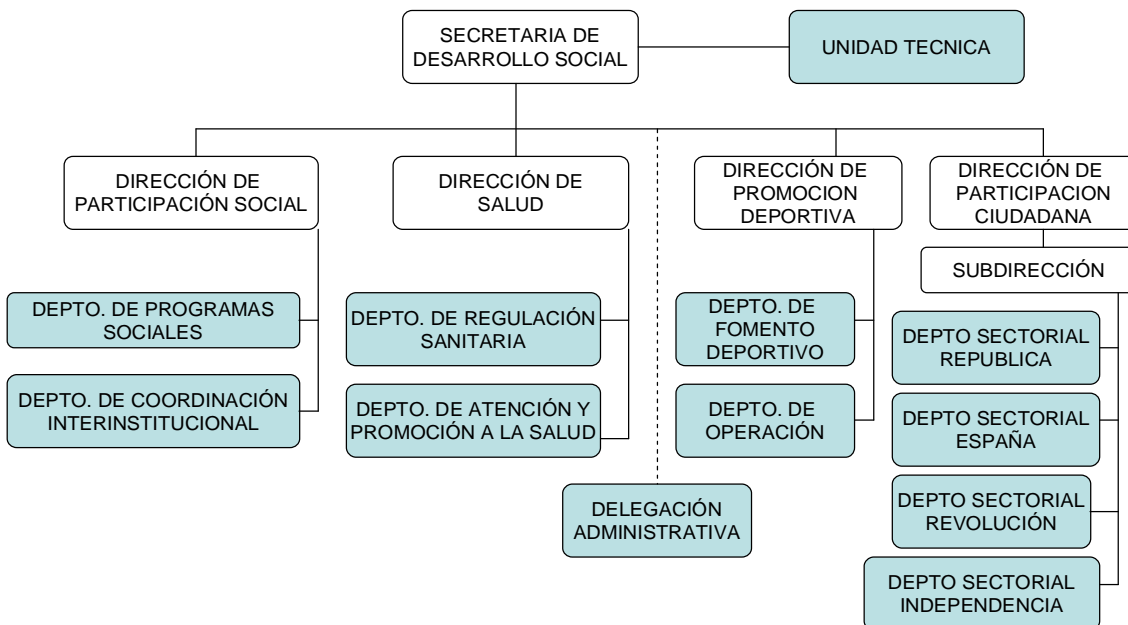 SECRETARIA DE
DESARROLLO SOCIAL
UNIDAD TECNICA
DIRECCIÓN DE
PARTICIPACIÓN SOCIAL
DIRECCIÓN DE
SALUD
DIRECCIÓN DE
PROMOCION
DEPORTIVA
DIRECCIÓN DE
PARTICIPACION
CIUDADANA
SUBDIRECCIÓN
DEPTO. DE PROGRAMAS
SOCIALES
DEPTO. DE COORDINACIÓN
INTERINSTITUCIONAL
DEPTO. DE REGULACIÓN
SANITARIA
DEPTO. DE ATENCIÓN Y
PROMOCIÓN A LA SALUD
DEPTO. DE
FOMENTO
DEPORTIVO
DEPTO. DE
OPERACIÓN
DEPTO SECTORIAL
REPUBLICA
DEPTO SECTORIAL
ESPAÑA
DEPTO SECTORIAL
REVOLUCIÓN
DEPTO SECTORIAL
INDEPENDENCIA
DELEGACIÓN
ADMINISTRATIVA